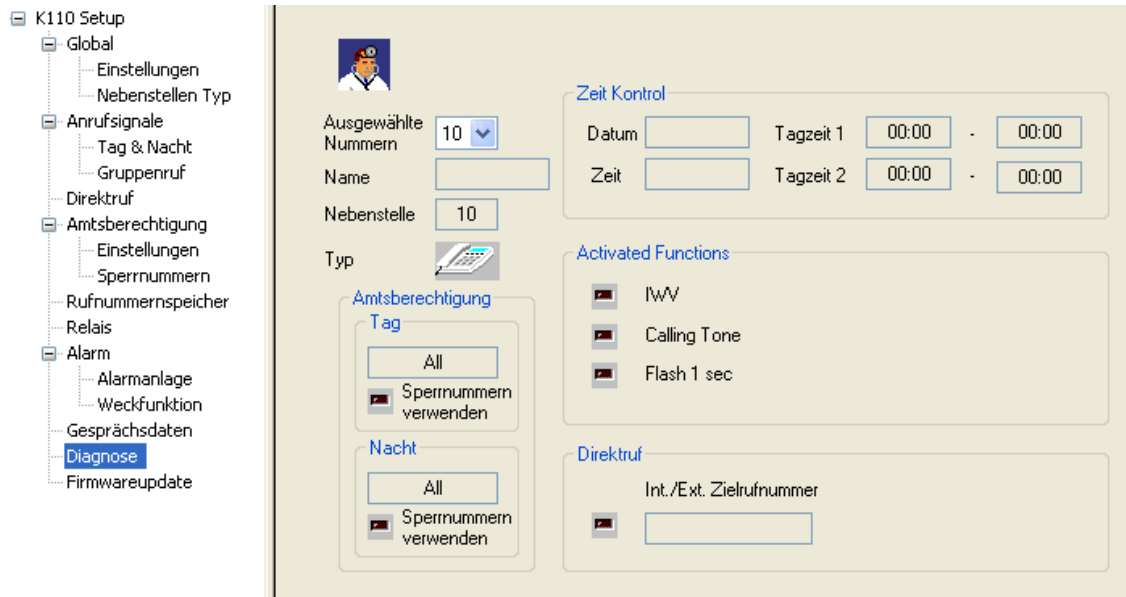 K110 Setup
Global
Einstellungen
Nebenstellen Typ
Anrufsignale
Tag & Nacht
Gruppenruf
Direktruf
Amtsberechtigung
Einstellungen
Sperrnummern
Rufnummernspeicher
Relais
Alarm
Alarmanlage
Weckfunktion
Gesprächsdaten
Diagnose
Firmwareupdate
Ausgewählte
Nummern
10
Name
Nebenstelle
10
Typ
Amtsberechtigung
Tag
All
Sperrnummern
verwenden
Nacht
All
Sperrnummern
verwenden
Zeit Kontrol
Datum
Tagzeit 1
00:00
-
00:00
Zeit
Tagzeit 2
00:00
-
00:00
Activated Functions
IWV
Calling Tone
Flash 1 sec
Direktruf
Int./Ext. Zielrufnummer